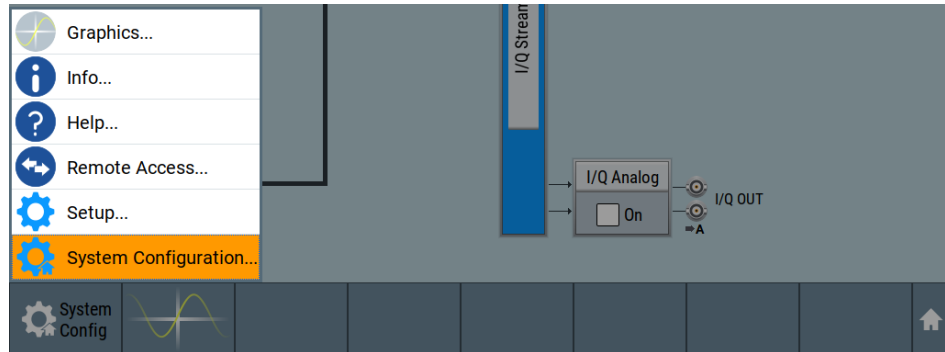 Graphics...
Info...
Help...
Remote Access...
Setup...
System Configuration...
I/Q Stream
I/Q Analog
On
I/Q OUT
⇒A
System
Config